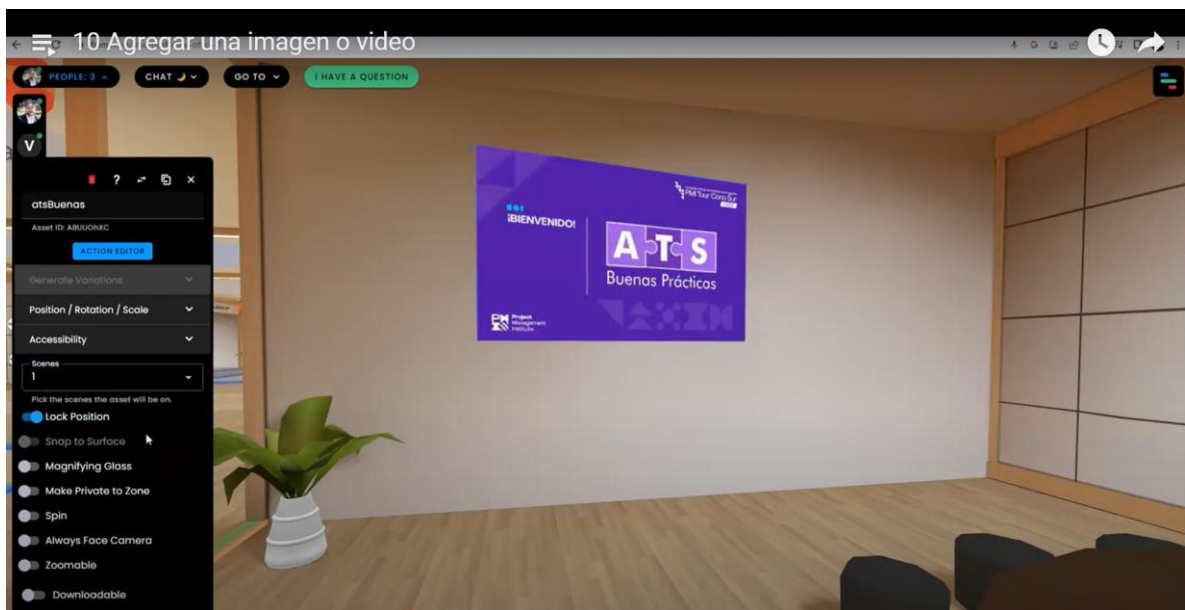 10 Agregar una imagen o video
PEOPLE: 3
CHAT
GO TO
I HAVE A QUESTION
V
?
atsBuenas
Asset ID: ABUUOhXC
ACTION EDITOR
Generate Variations
Position / Rotation / Scale
Accessibility
Scenes
1
Pick the scenes the asset will be on.
Lock Position
Snap to Surface
Magnifying Glass
Make Private to Zone
Spin
Always Face Camera
Zoomable
Downloadable
PMI Tour Cono Sur
¡BIENVENIDO!
ATS
Buenas Prácticas
Project
Management
Institute